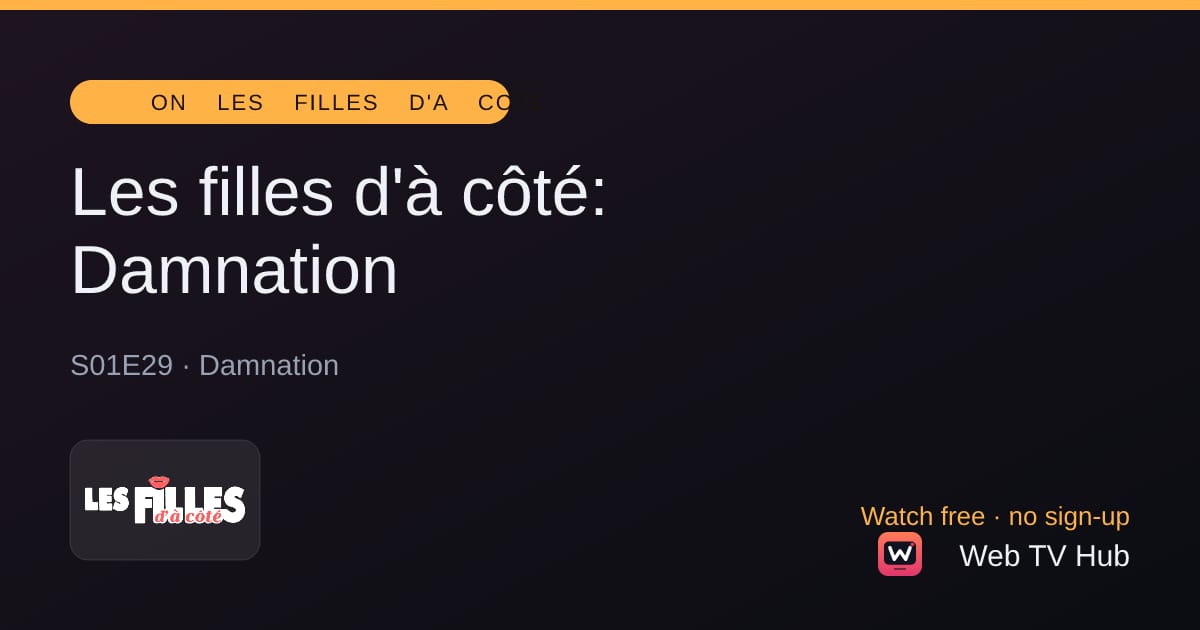 ON LES FILLES D'A CO
Les filles d'à côté:
Damnation
S01E29 · Damnation
LES FILLES
d'à côté
Watch free · no sign-up
W
Web TV Hub